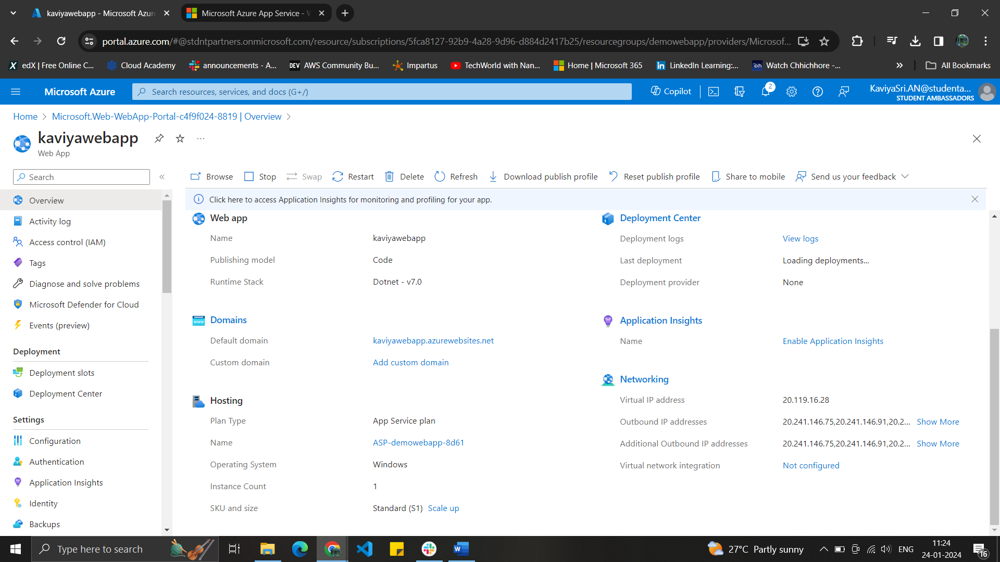 kaviyawebapp - Microsoft Azure
Microsoft Azure App Service - W
portal.azure.com/#@stdntpartners.onmicrosoft.com/resource/subscriptions/5fca8127-92b9-4a28-9d96-d884d2417b25/resourcegroups/demowebapp/providers/Microsof...
edX | Free Online C...
Cloud Academy
announcements - A...
DEV AWS Community Bu...
Impartus
TechWorld with Nan...
Home | Microsoft 365
LinkedIn Learning:...
Watch Chhichhore -...
All Bookmarks
Microsoft Azure
Search resources, services, and docs (G+/)
Copilot
2
KaviyaSri.AN@studenta...
STUDENT AMBASSADORS
Home > Microsoft.Web-WebApp-Portal-c4f9f024-8819 | Overview >
kaviyawebapp
Web App
Search
Browse Stop Swap Restart Delete Refresh Download publish profile Reset publish profile Share to mobile Send us your feedback
Click here to access Application Insights for monitoring and profiling for your app.
Overview
Activity log
Access control (IAM)
Tags
Diagnose and solve problems
Microsoft Defender for Cloud
Events (preview)
Deployment
Deployment slots
Deployment Center
Settings
Configuration
Authentication
Application Insights
Identity
Backups
Web app
Name kaviyawebapp
Publishing model Code
Runtime Stack Dotnet - v7.0
Domains
Default domain kaviyawebapp.azurewebsites.net
Custom domain Add custom domain
Hosting
Plan Type App Service plan
Name ASP-demowebapp-8d61
Operating System Windows
Instance Count 1
SKU and size Standard (S1) Scale up
Deployment Center
Deployment logs View logs
Last deployment Loading deployments...
Deployment provider None
Application Insights
Name Enable Application Insights
Networking
Virtual IP address 20.119.16.28
Outbound IP addresses 20.241.146.75,20.241.146.91,20.2... Show More
Additional Outbound IP addresses 20.241.146.75,20.241.146.91,20.2... Show More
Virtual network integration Not configured
Type here to search
27°C Partly sunny
ENG
11:24
24-01-2024
16